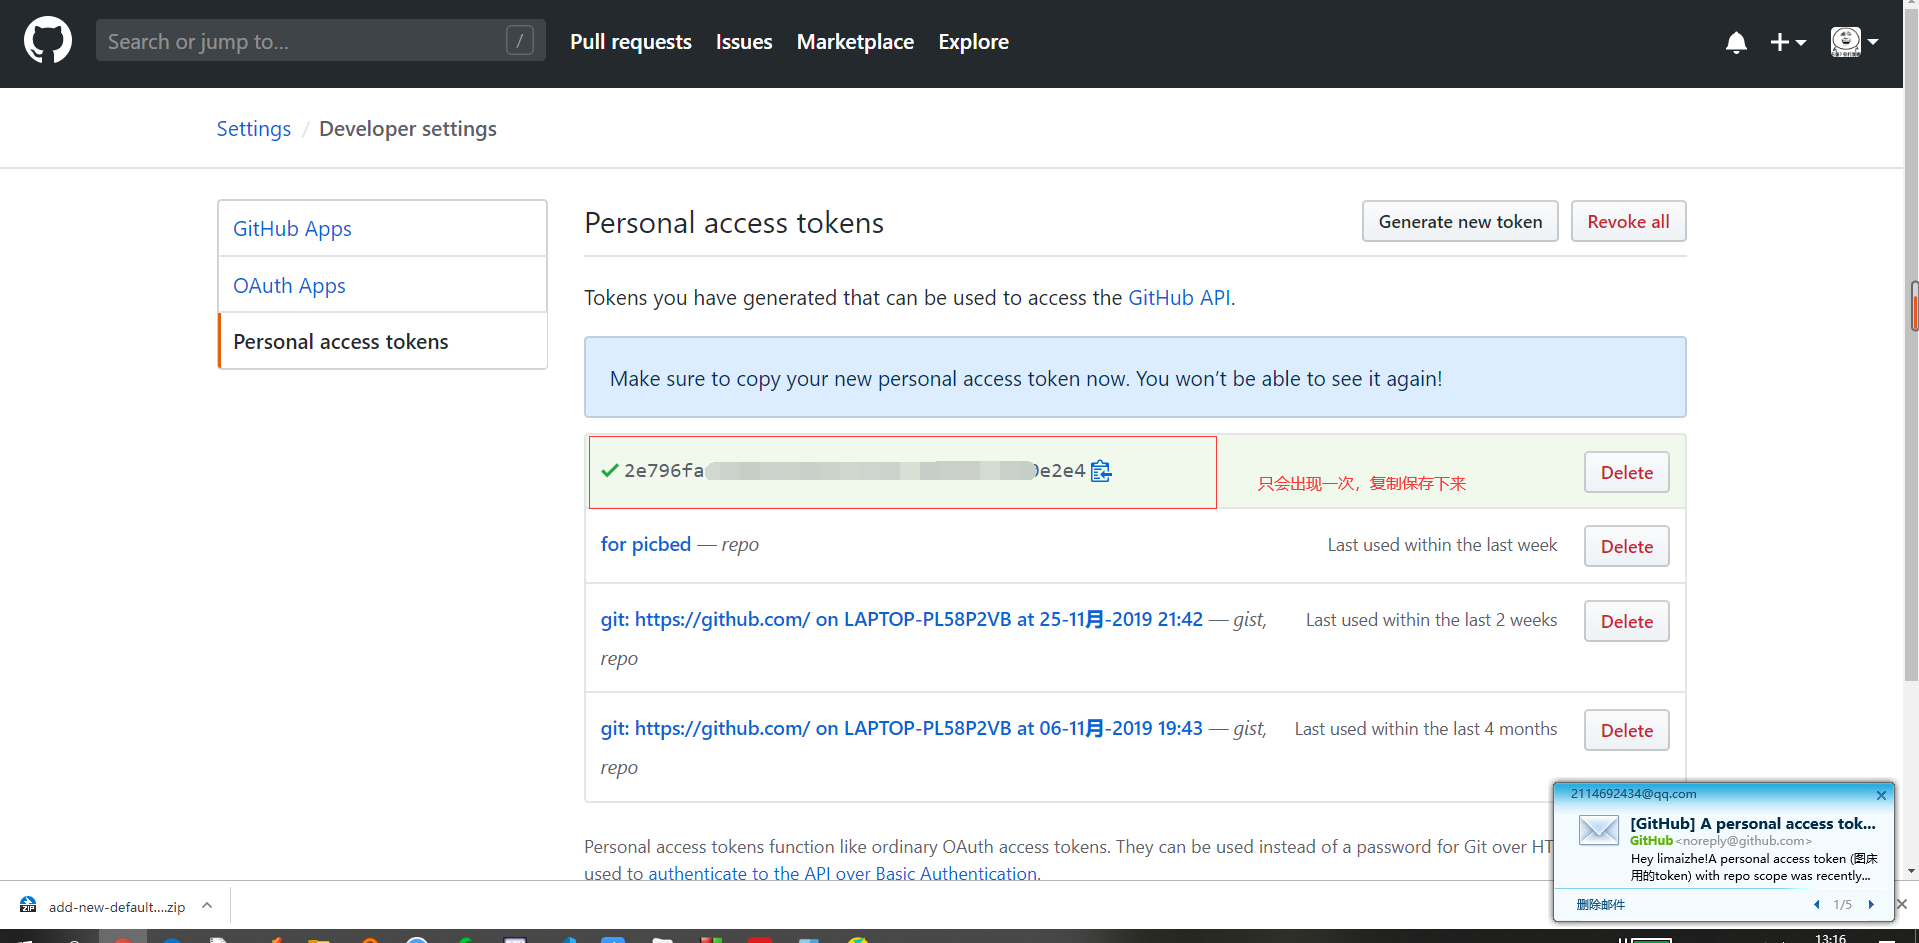 Search or jump to...
/
Pull requests
Issues
Marketplace
Explore
Settings / Developer settings
GitHub Apps
OAuth Apps
Personal access tokens
Personal access tokens
Generate new token
Revoke all
Tokens you have generated that can be used to access the GitHub API.
Make sure to copy your new personal access token now. You won’t be able to see it again!
2e796fa
e2e4
只会出现一次，复制保存下来
Delete
for picbed — repo
Last used within the last week
Delete
git: https://github.com/ on LAPTOP-PL58P2VB at 25-11月-2019 21:42 — gist,
repo
Last used within the last 2 weeks
Delete
git: https://github.com/ on LAPTOP-PL58P2VB at 06-11月-2019 19:43 — gist,
repo
Last used within the last 4 months
Delete
Personal access tokens function like ordinary OAuth access tokens. They can be used instead of a password for Git over HT
used to authenticate to the API over Basic Authentication.
2114692434@qq.com
[GitHub] A personal access tok...
GitHub <noreply@github.com>
Hey limaizhe!A personal access token (图床
用的token) with repo scope was recently...
删除邮件
1/5
ZIP
add-new-default....zip
13:16